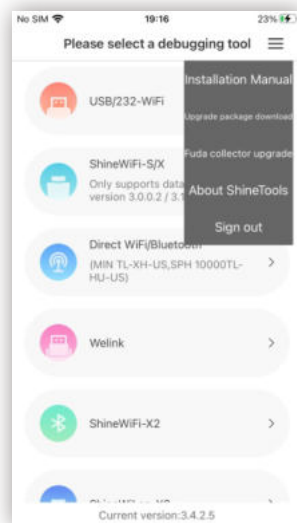 No SIM 19:16 23%
Please select a debugging tool
Installation Manual
USB/232-WiFi
Upgrade package download
Fuda collector upgrade
ShineWiFi-S/X
Only supports data
version 3.0.0.2 / 3.1
About ShineTools
Sign out
Direct WiFi/Bluetooth
(MIN TL-XH-US,SPH 10000TL-
HU-US)
Welink
ShineWiFi-X2
Current version:3.4.2.5